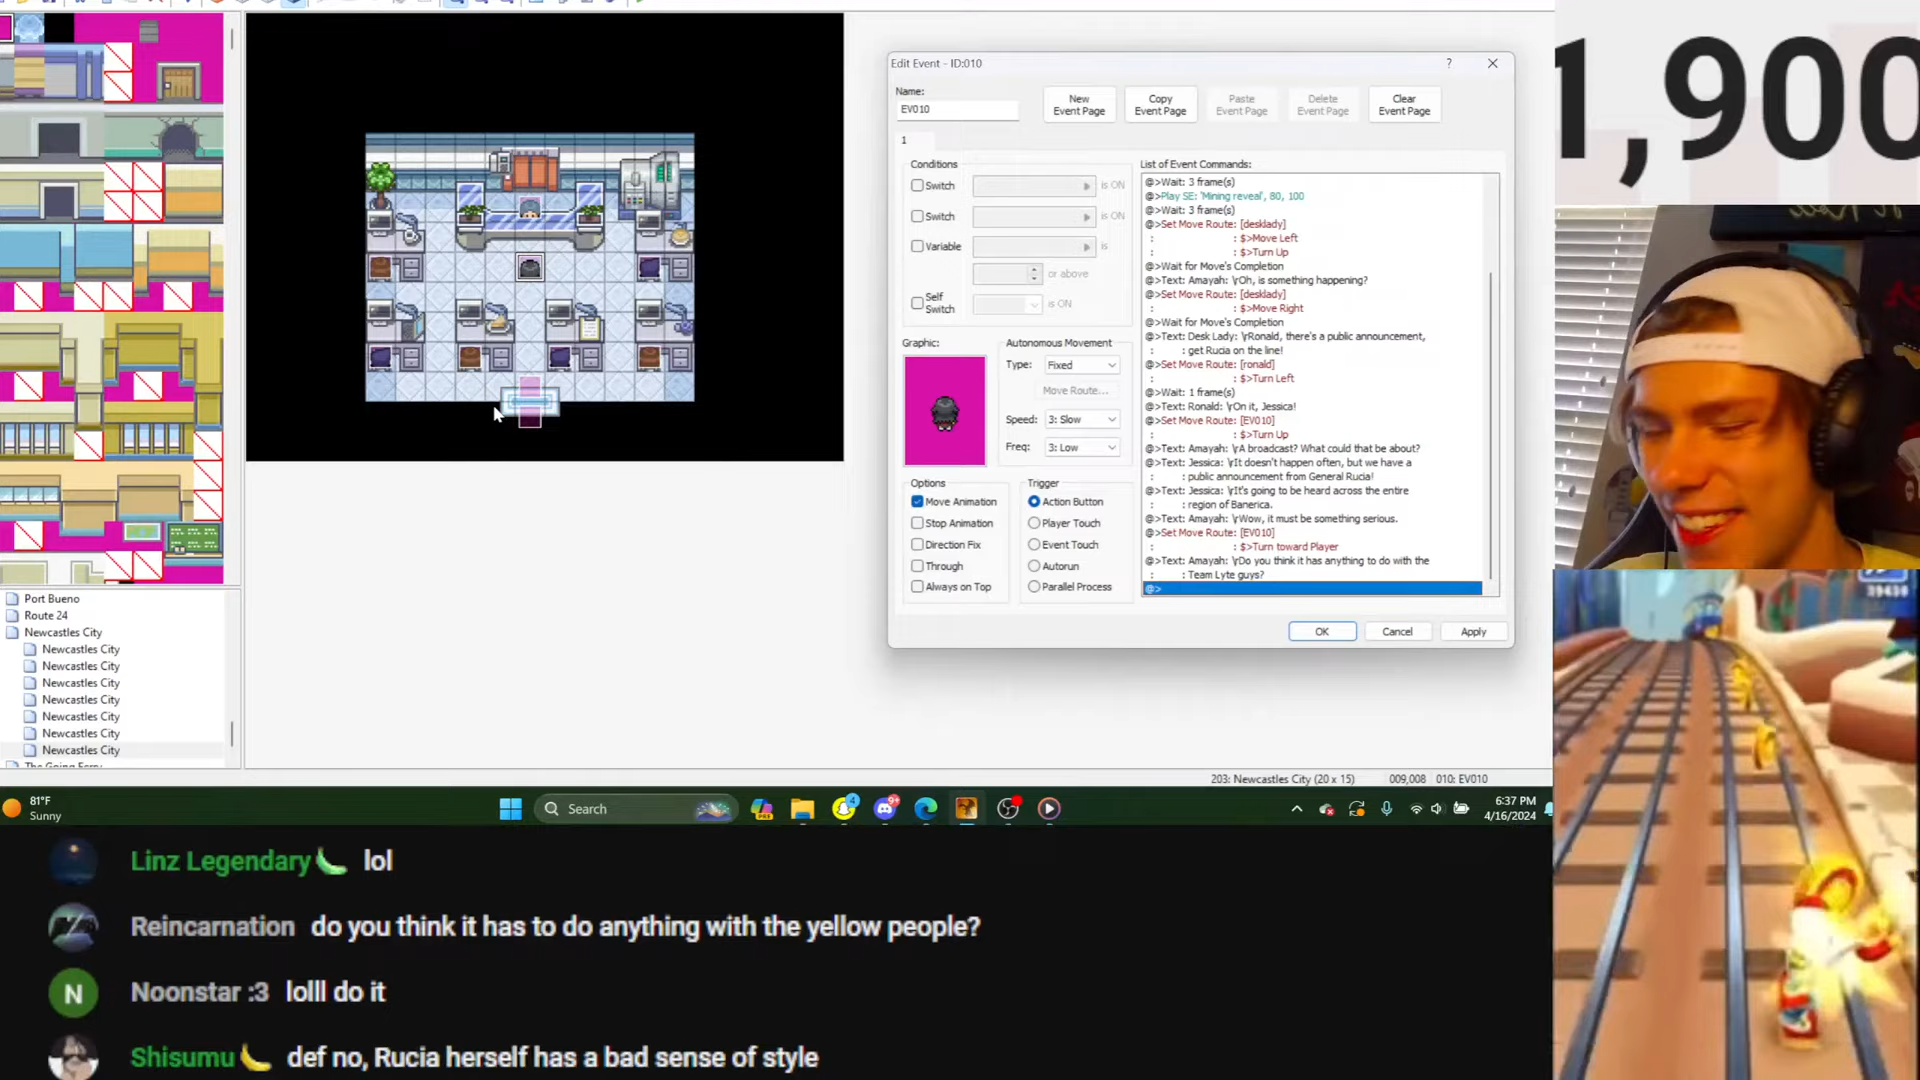 1,900
Edit Event - ID:010
?
Name:
EV010
New
Event Page
Copy
Event Page
Paste
Event Page
Delete
Event Page
Clear
Event Page
1
Conditions
Switch
is ON
Switch
is ON
Variable
is
or above
Self
Switch
is ON
Graphic:
Autonomous Movement
Type:
Fixed
Move Route...
Speed:
3: Slow
Freq:
3: Low
Options
Move Animation
Stop Animation
Direction Fix
Through
Always on Top
Trigger
Action Button
Player Touch
Event Touch
Autorun
Parallel Process
List of Event Commands:
@>Wait: 3 frame(s)
@>Play SE: 'Mining reveal', 80, 100
@>Wait: 3 frame(s)
@>Set Move Route: [desklady]
: : $>Move Left
: : $>Turn Up
@>Wait for Move's Completion
@>Text: Amayah: \rOh, is something happening?
@>Set Move Route: [desklady]
: : $>Move Right
@>Wait for Move's Completion
@>Text: Desk Lady: \rRonald, there's a public announcement,
: : get Rucia on the line!
@>Set Move Route: [ronald]
: : $>Turn Left
@>Wait: 1 frame(s)
@>Text: Ronald: \rOn it, Jessica!
@>Set Move Route: [EV010]
: : $>Turn Up
@>Text: Amayah: \rA broadcast? What could that be about?
@>Text: Jessica: \rIt doesn't happen often, but we have a
: : public announcement from General Rucia!
@>Text: Jessica: \rIt's going to be heard across the entire
: : region of Banerica.
@>Text: Amayah: \rWow, it must be something serious.
@>Set Move Route: [EV010]
: : $>Turn toward Player
@>Text: Amayah: \rDo you think it has anything to do with the
: : Team Lyte guys?
@>
OK
Cancel
Apply
Port Bueno
Route 24
Newcastles City
Newcastles City
Newcastles City
Newcastles City
Newcastles City
Newcastles City
Newcastles City
Newcastles City
The Going Ferry
203: Newcastles City (20 x 15)
009,008
010: EV010
81°F
Sunny
Search
6:37 PM
4/16/2024
Linz Legendary lol
Reincarnation do you think it has to do anything with the yellow people?
N
Noonstar :3 lolll do it
Shisumu def no, Rucia herself has a bad sense of style